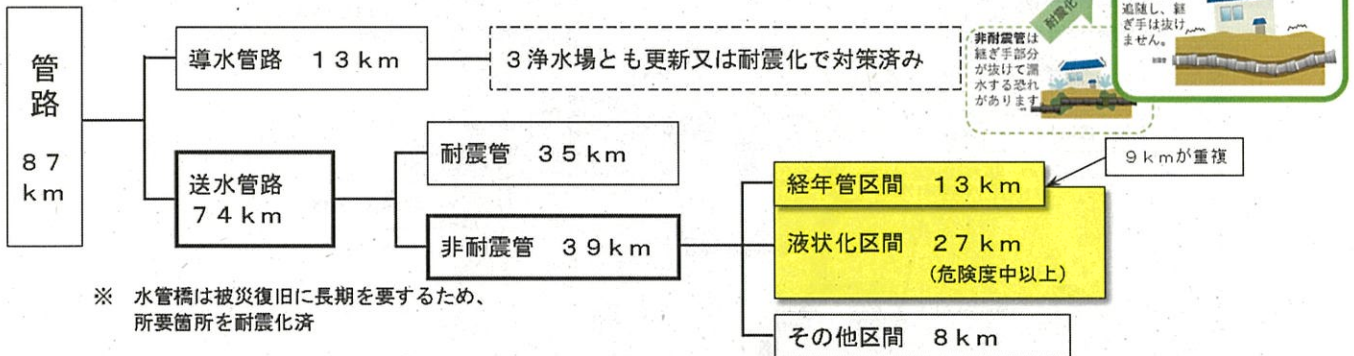 管路
87
km
導水管路 13km
3浄水場とも更新又は耐震化で対策済み
送水管路
74km
耐震管 35km
非耐震管 39km
経年管区間 13km
液状化区間 27km
(危険度中以上)
その他区間 8km
9kmが重複
※ 水管橋は被災復旧に長期を要するため、
所要箇所を耐震化済
非耐震管は
継ぎ手部分
が抜けて漏
水する恐れ
があります
耐震化
追随し、継
ぎ手は抜け
ません。